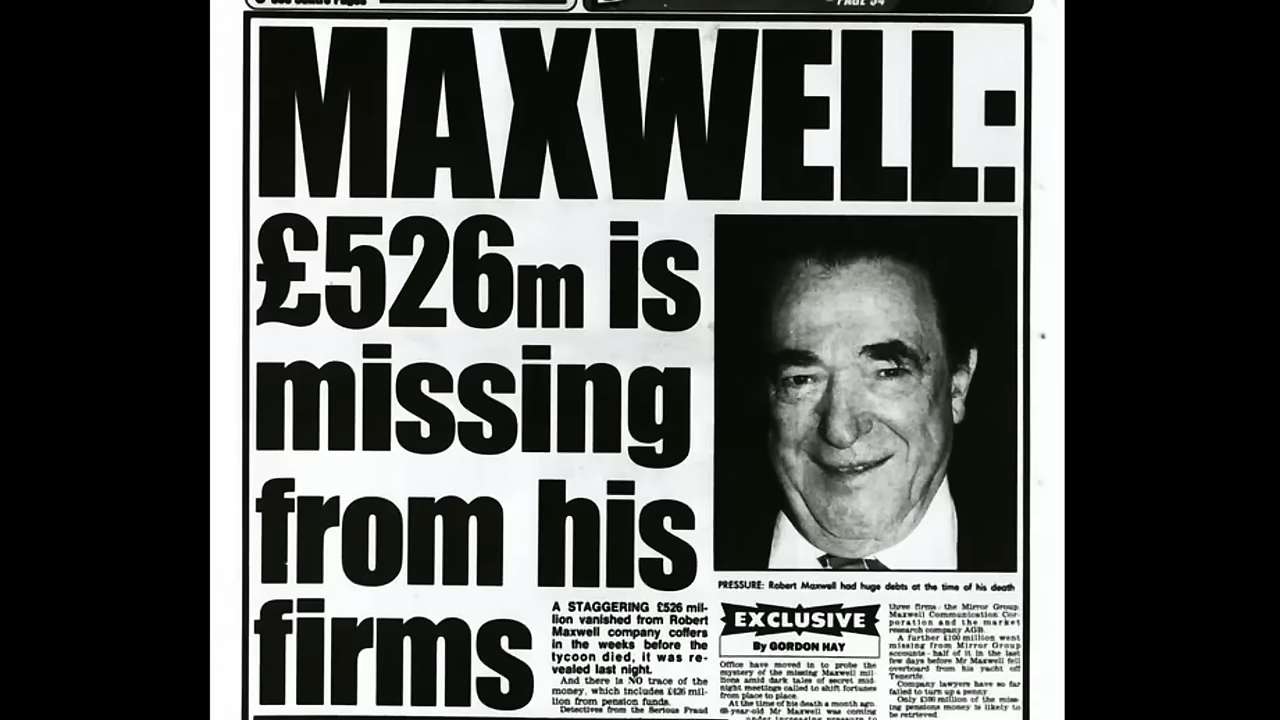 PAGE 34
MAXWELL:
£526m is
missing
from his
firms
PRESSURE: Robert Maxwell had huge debts at the time of his death
A STAGGERING £526 mil-
lion vanished from Robert
Maxwell company coffers
in the weeks before the
tycoon died, it was re-
vealed last night.
And there is NO trace of the
money, which includes £426 mil-
lion from pension funds.
Detectives from the Serious Fraud
EXCLUSIVE
By GORDON HAY
Office have moved in to probe the
mystery of the missing Maxwell mil-
lions amid dark tales of secret mid-
night meetings called to shift fortunes
from place to place.
At the time of his death a month ago,
68-year-old Mr Maxwell was coming
under increasing pressure to
three firms - the Mirror Group,
Maxwell Communication Cor-
poration and the market
research company AGB.
A further £100 million went
missing from Mirror Group
accounts - half of it in the last
few days before Mr Maxwell fell
overboard from his yacht off
Tenerife.
Company lawyers have so far
failed to turn up a penny.
Only £300 million of the miss-
ing pensions money is likely to
be retrieved.